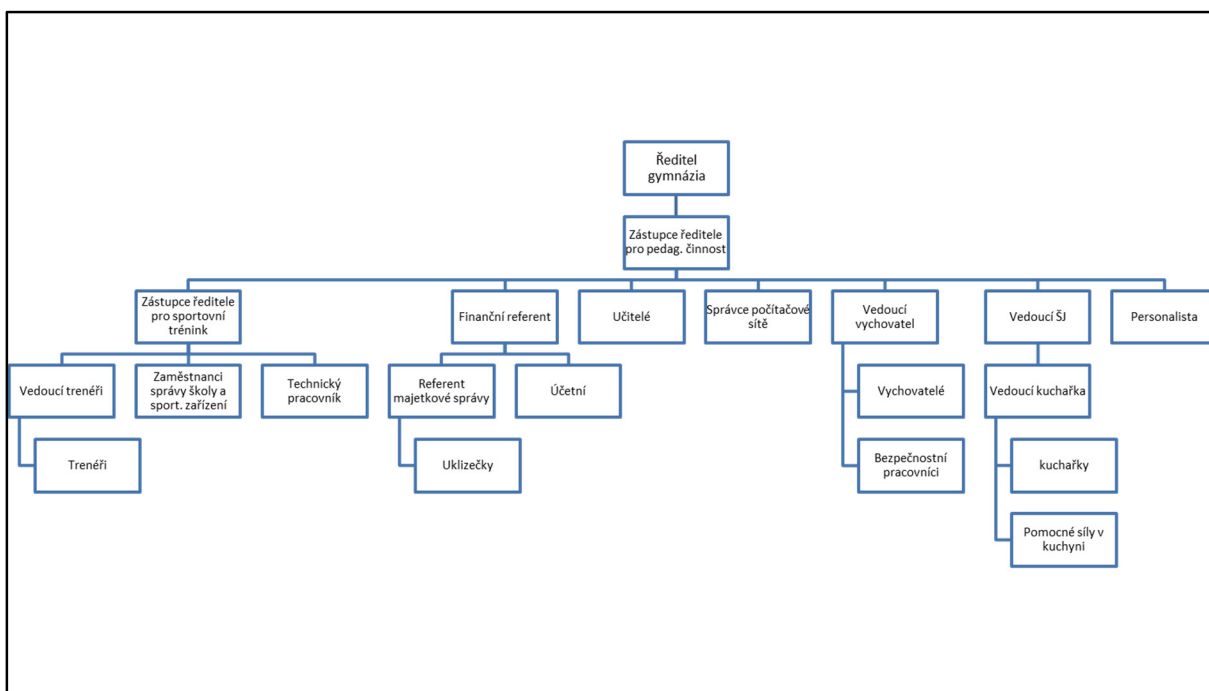 Ředitel
gymnázia
Zástupce ředitele
pro pedag. činnost
Zástupce ředitele
pro sportovní
trénink
Finanční referent
Učitelé
Správce počítačové
sítě
Vedoucí
vychovatel
Vedoucí ŠJ
Personalista
Vedoucí trenéři
Zaměstnanci
správy školy a
sport. zařízení
Technický
pracovník
Referent
majetkové správy
Účetní
Vychovatelé
Vedoucí kuchařka
Trenéři
Uklizečky
Bezpečnostní
pracovníci
kuchařky
Pomocné síly v
kuchyni